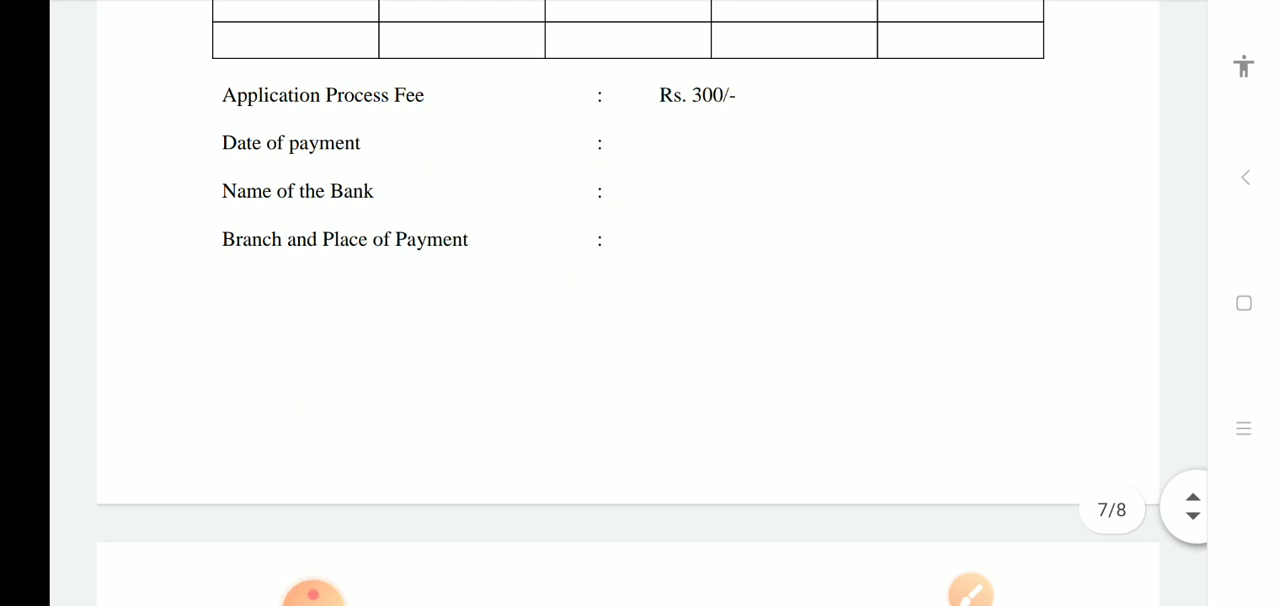 Application Process Fee : Rs. 300/-
Date of payment :
Name of the Bank :
Branch and Place of Payment :
7/8